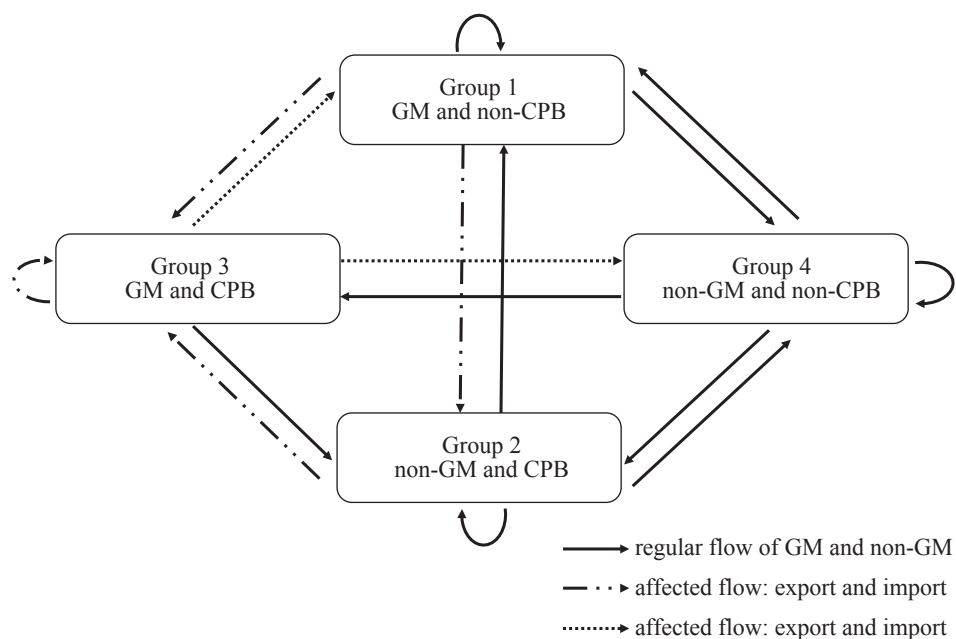 Group 1
GM and non-CPB
Group 3
GM and CPB
Group 4
non-GM and non-CPB
Group 2
non-GM and CPB
regular flow of GM and non-GM
affected flow: export and import
affected flow: export and import